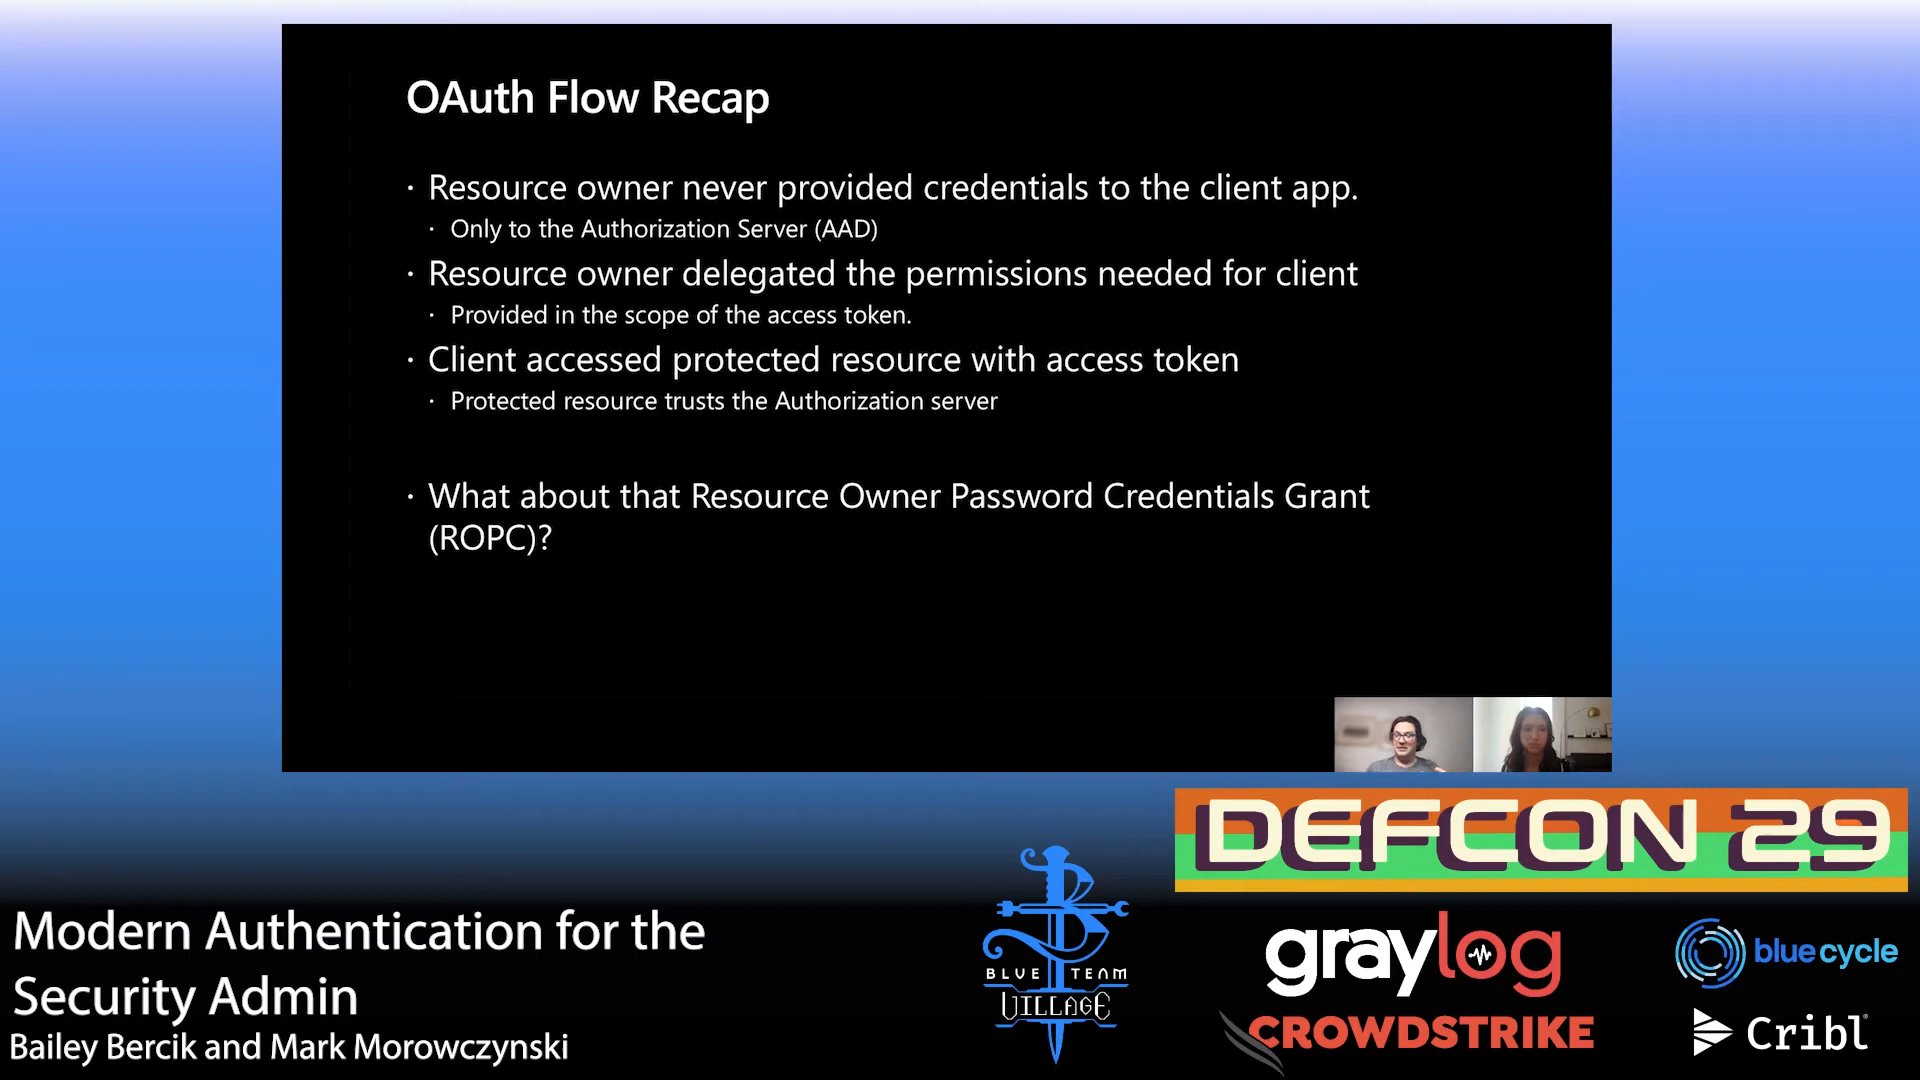 OAuth Flow Recap
· Resource owner never provided credentials to the client app.
· Only to the Authorization Server (AAD)
· Resource owner delegated the permissions needed for client
· Provided in the scope of the access token.
· Client accessed protected resource with access token
· Protected resource trusts the Authorization server
· What about that Resource Owner Password Credentials Grant
(ROPC)?
DEFCON 29
Modern Authentication for the
Security Admin
Bailey Bercik and Mark Morowczynski
BLUE TEAM
VILLAGE
graylog
blue cycle
CROWDSTRIKE
Cribl